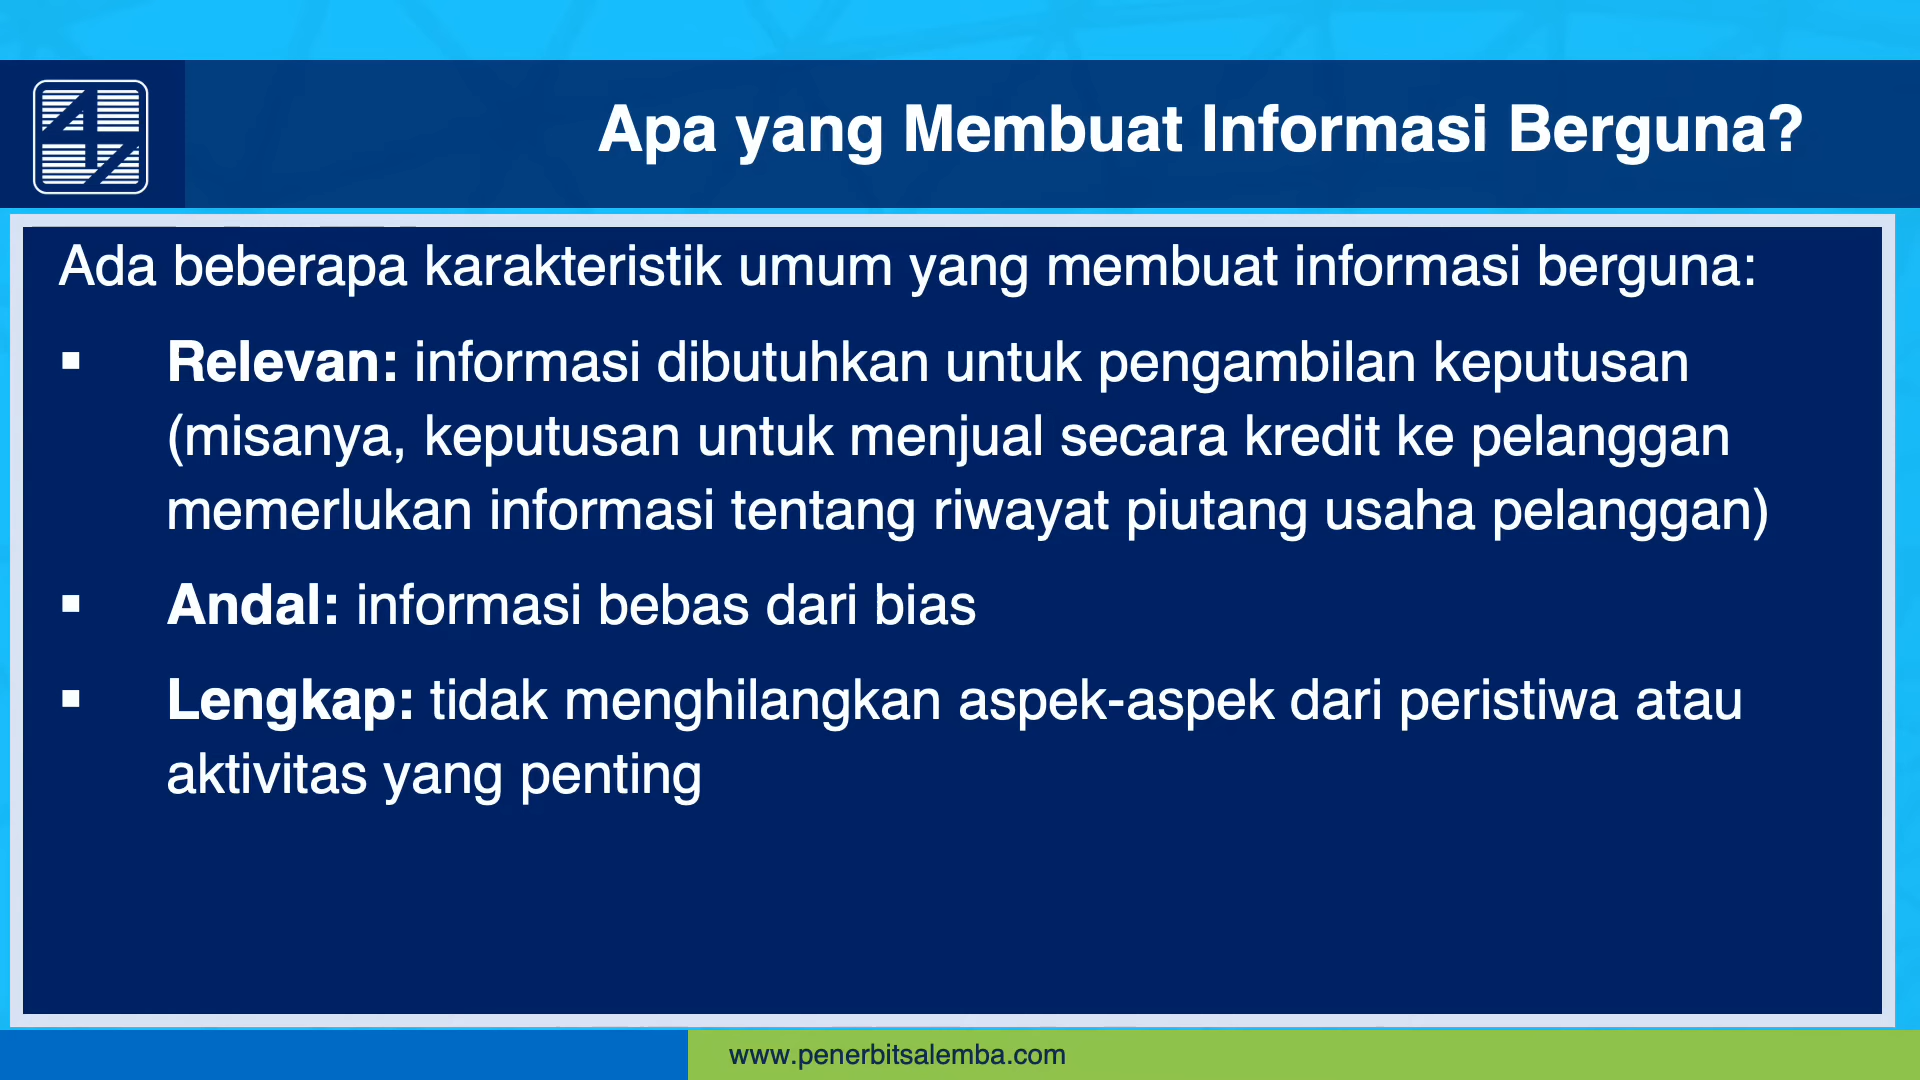 Apa yang Membuat Informasi Berguna?
Ada beberapa karakteristik umum yang membuat informasi berguna:
▪ Relevan: informasi dibutuhkan untuk pengambilan keputusan
(misanya, keputusan untuk menjual secara kredit ke pelanggan
memerlukan informasi tentang riwayat piutang usaha pelanggan)
▪ Andal: informasi bebas dari bias
▪ Lengkap: tidak menghilangkan aspek-aspek dari peristiwa atau
aktivitas yang penting
www.penerbitsalemba.com